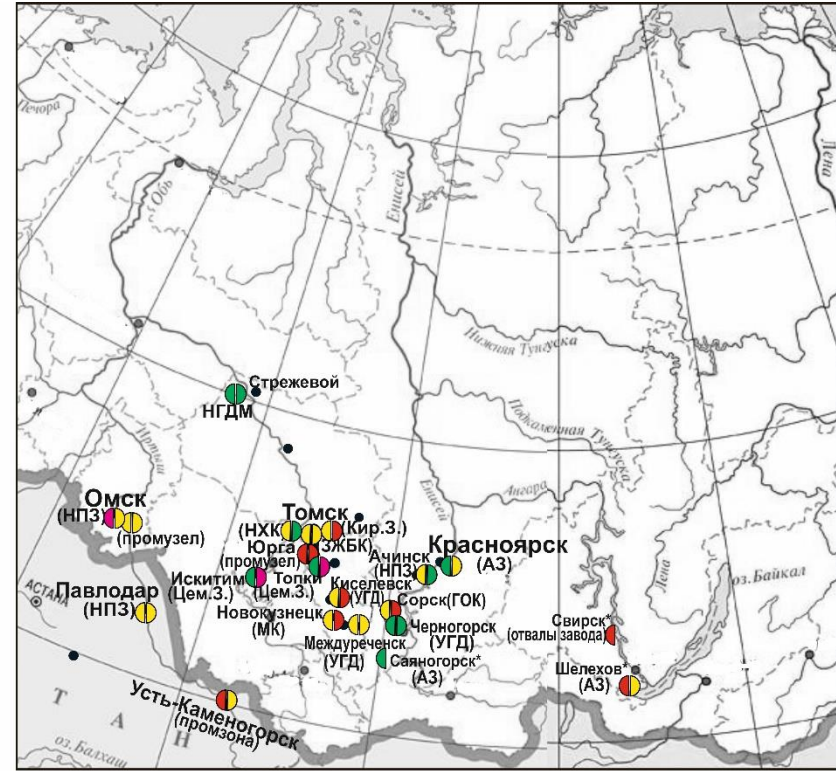 Печора
Обь
Енисей
Лена
Нижняя Тунгуска
Стрежевой
НГДМ
Подкаменная Тунгуска
Иртыш
Ангара
Енисей
Омск
(НПЗ)
(промузел)
Томск
(НХК)
(Кир.З.)
(ЗЖБК)
Юрга
(промузел)
Ачинск
(НПЗ)
Красноярск
(АЗ)
Искитим
(Цем.З.)
Топки
(Цем.З.)
Киселевск
(УГД)
Сорск(ГОК)
АСТАНА
Павлодар
(НПЗ)
Новокузнецк
(МК)
Междуреченск
(УГД)
Черногорск
(УГД)
Саяногорск*
(АЗ)
Лена
оз.Байкал
Свирск*
(отвалы завода)
Шелехов*
(АЗ)
Усть-Каменогорск
(промзона)
Т А Н
оз.Балхаш